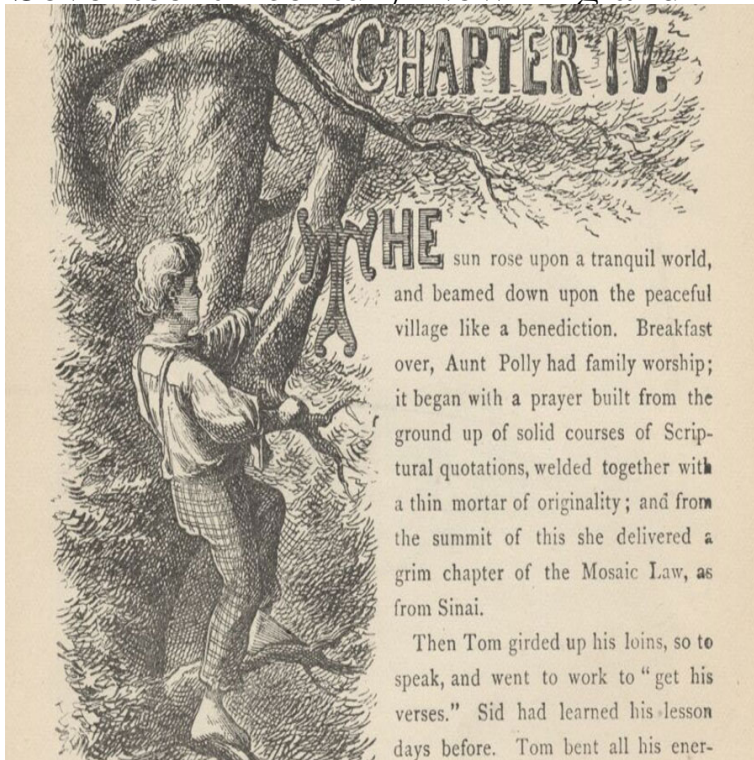 CHAPTER IV.
THE sun rose upon a tranquil world,
and beamed down upon the peaceful
village like a benediction. Breakfast
over, Aunt Polly had family worship;
it began with a prayer built from the
ground up of solid courses of Scrip-
tural quotations, welded together with
a thin mortar of originality; and from
the summit of this she delivered a
grim chapter of the Mosaic Law, as
from Sinai.
Then Tom girded up his loins, so to
speak, and went to work to “get his
verses.” Sid had learned his lesson
days before. Tom bent all his ener-